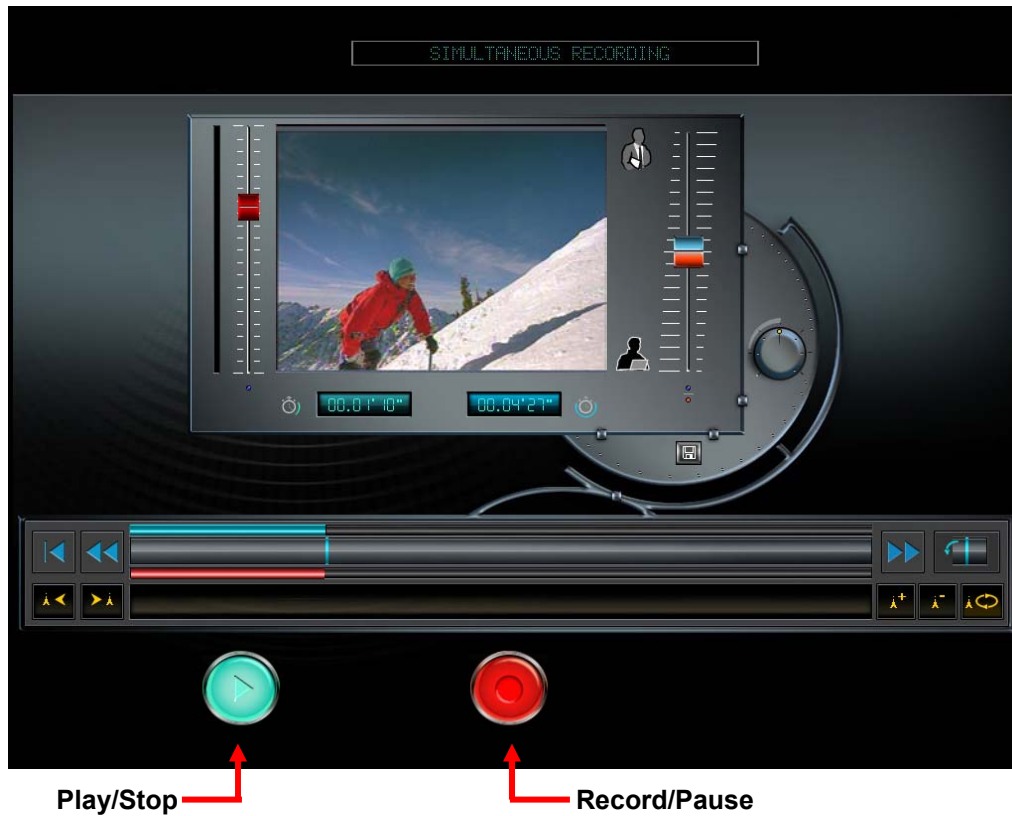 SIMULTANEOUS RECORDING
00.01'10"
00.04'27"
Play/Stop
Record/Pause